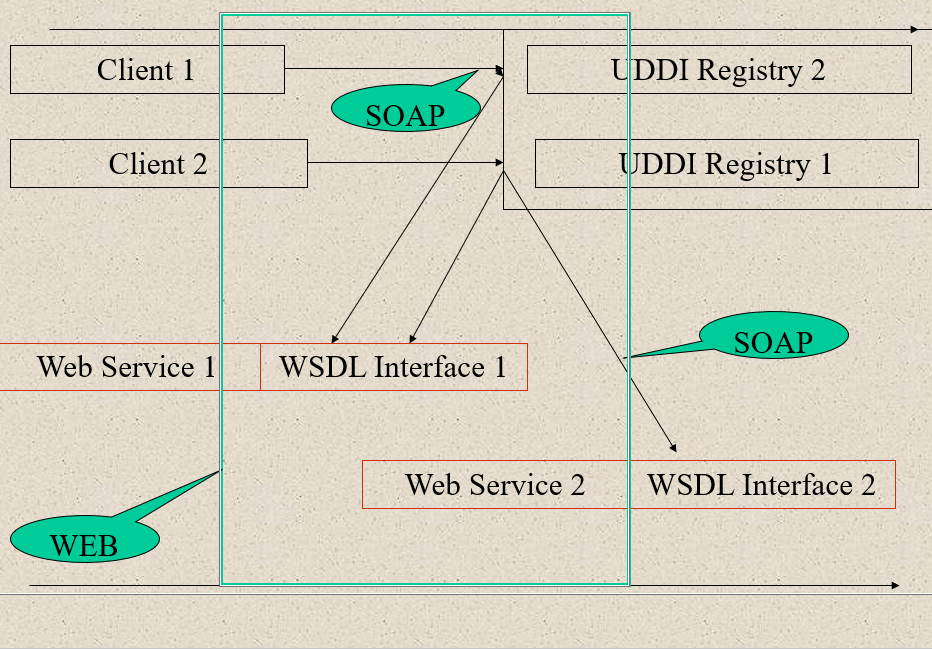 Client 1
UDDI Registry 2
SOAP
Client 2
UDDI Registry 1
SOAP
Web Service 1
WSDL Interface 1
Web Service 2
WSDL Interface 2
WEB